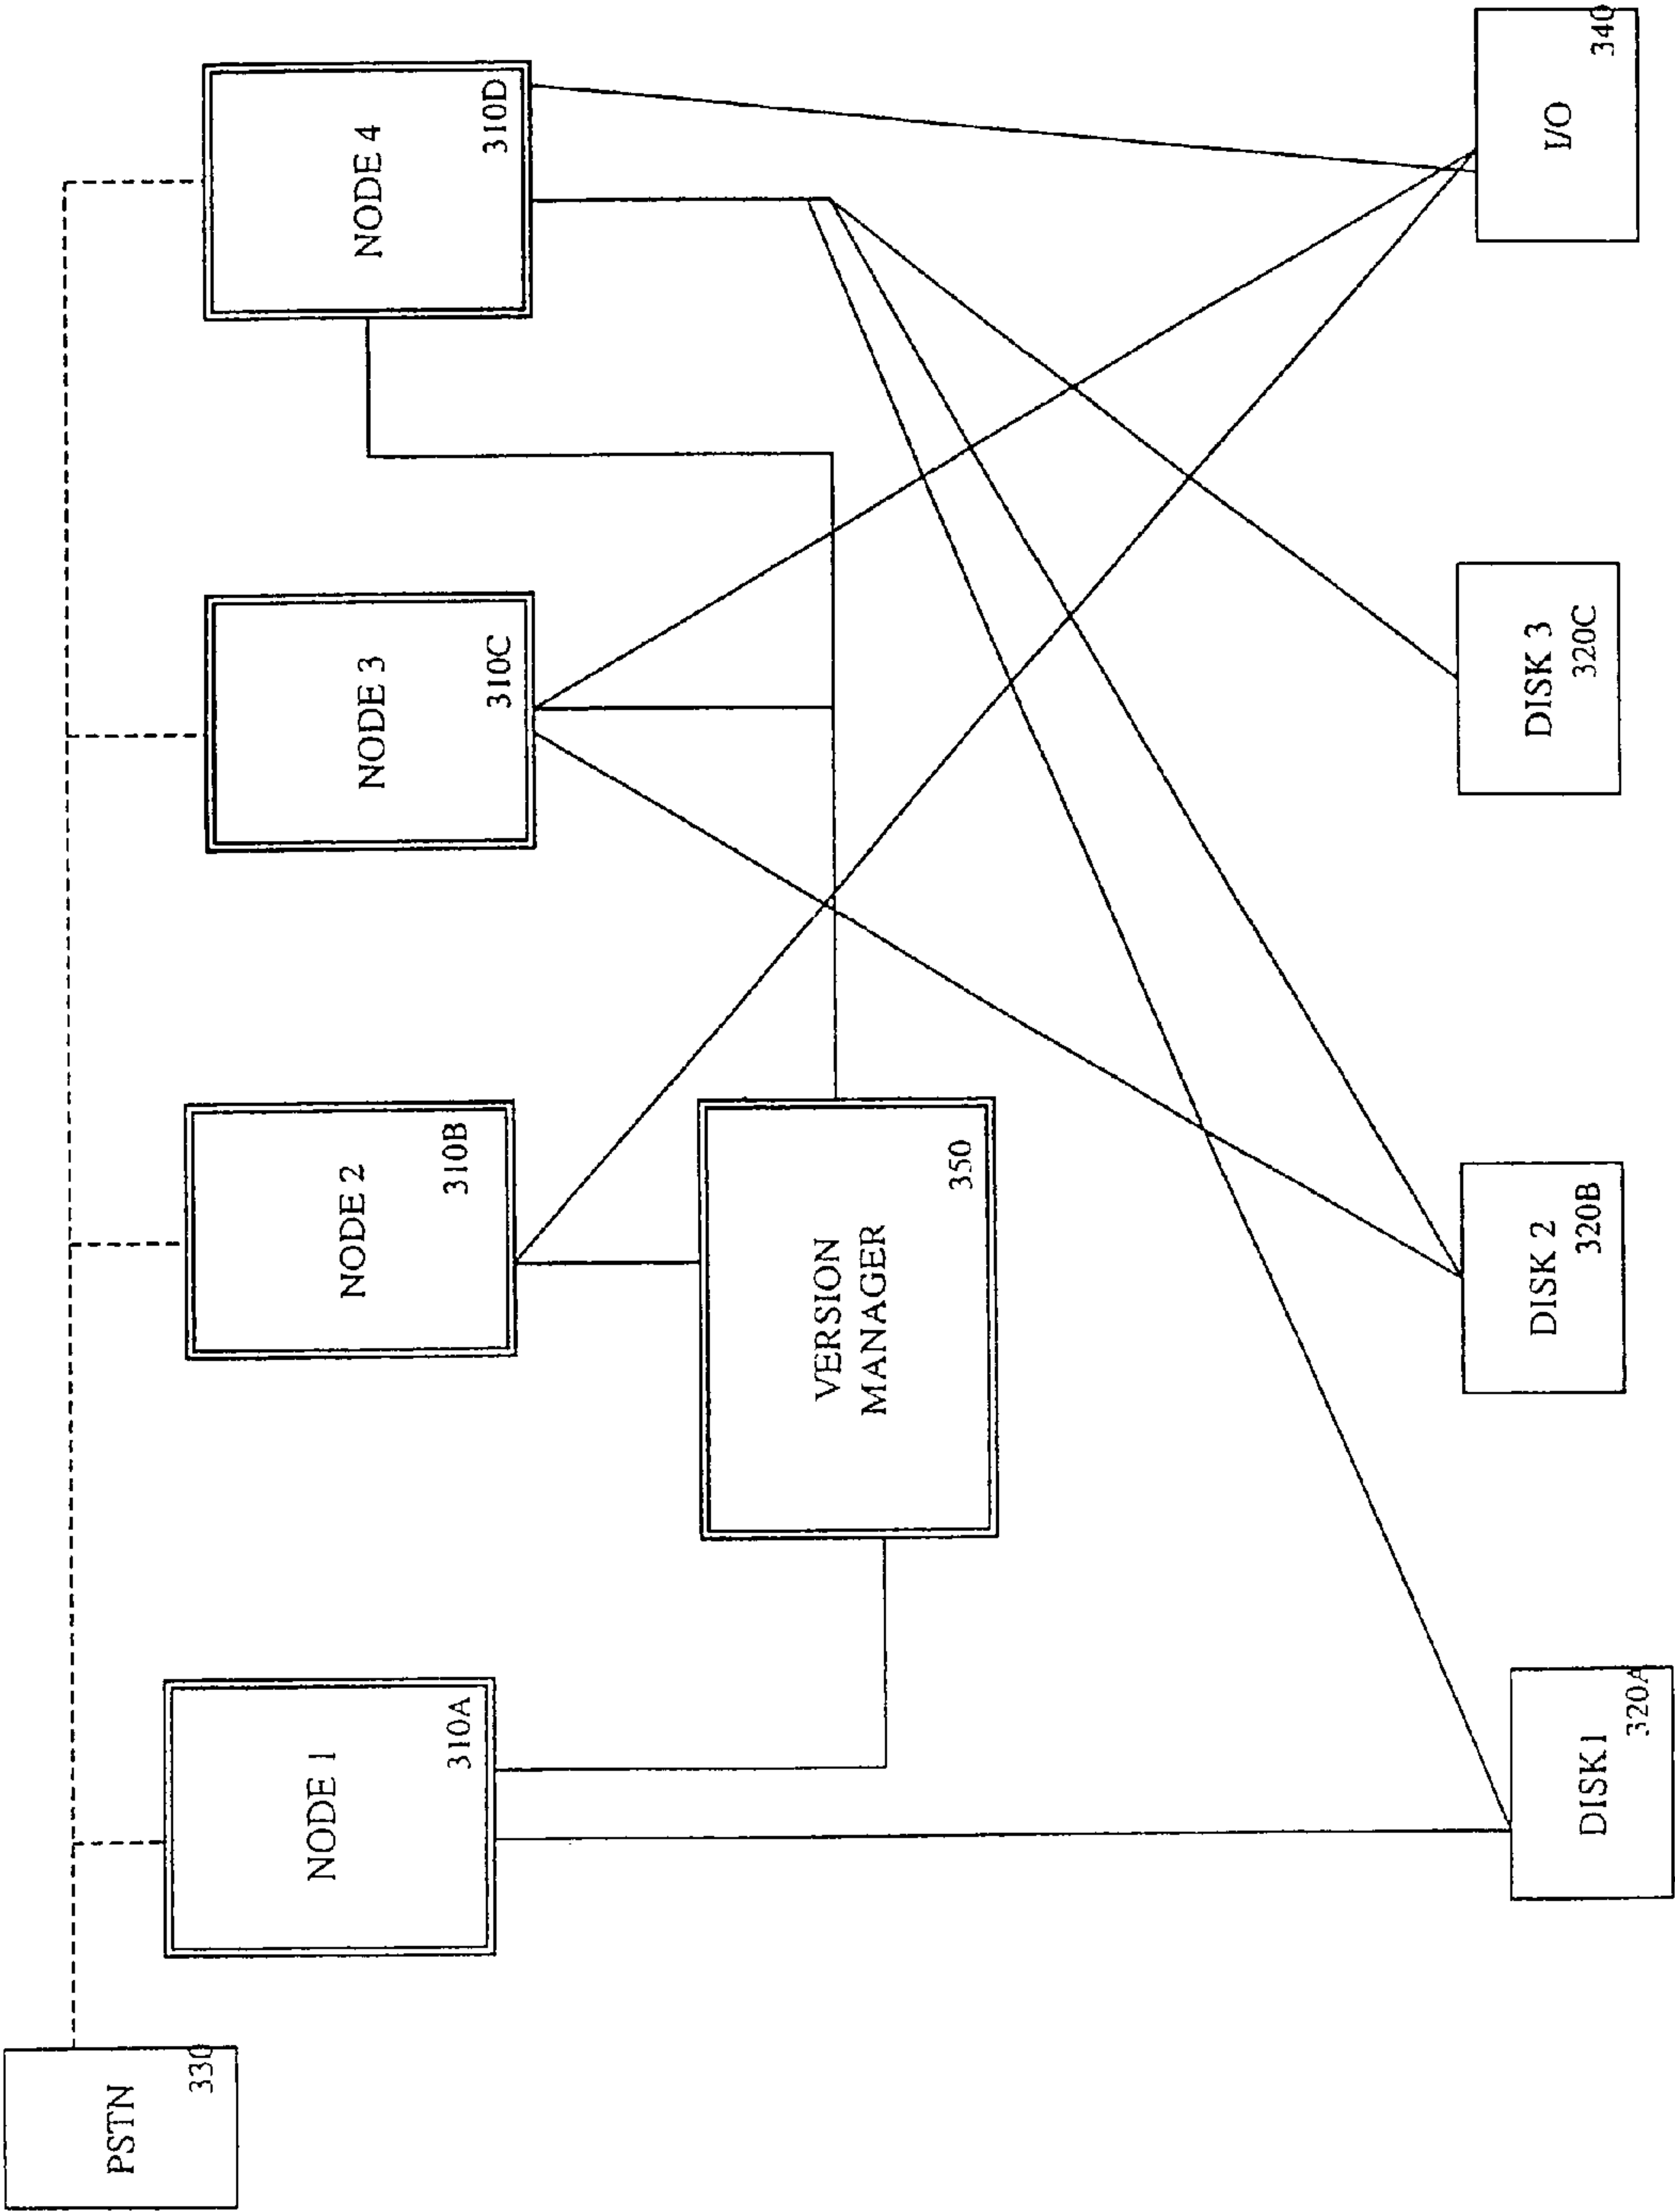 PSTN
330
NODE 1
310A
NODE 2
310B
NODE 3
310C
NODE 4
310D
VERSION
MANAGER
350
DISK1
320A
DISK 2
320B
DISK 3
320C
I/O
340